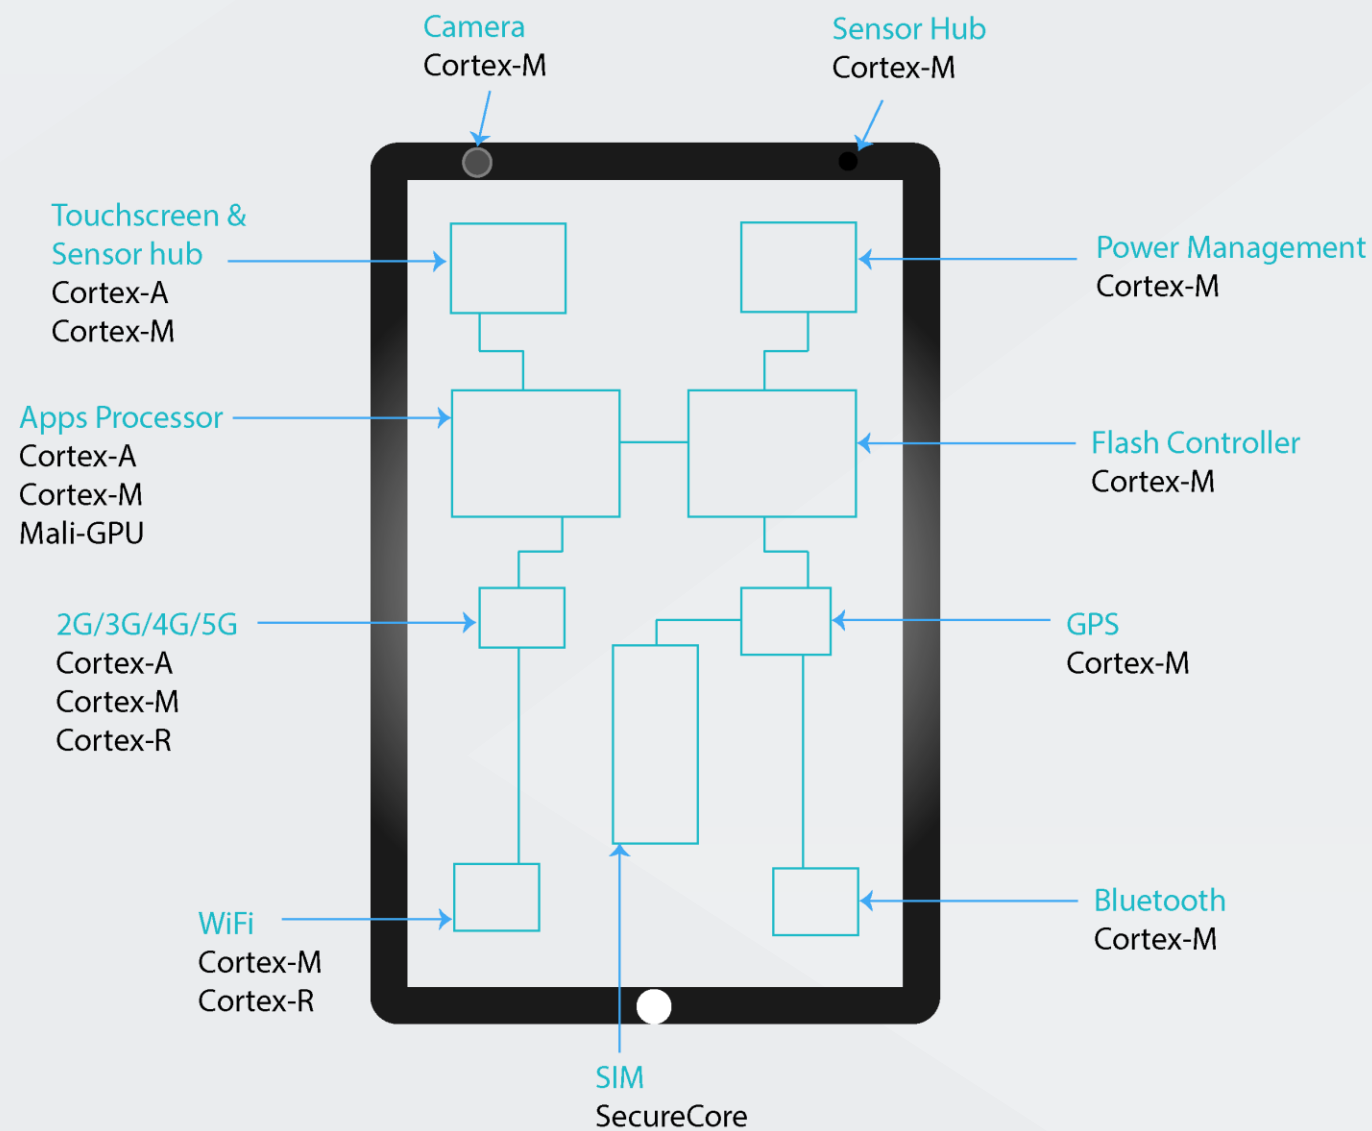 Camera
Cortex-M
Sensor Hub
Cortex-M
Touchscreen &
Sensor hub
Cortex-A
Cortex-M
Power Management
Cortex-M
Apps Processor
Cortex-A
Cortex-M
Mali-GPU
Flash Controller
Cortex-M
2G/3G/4G/5G
Cortex-A
Cortex-M
Cortex-R
GPS
Cortex-M
WiFi
Cortex-M
Cortex-R
Bluetooth
Cortex-M
SIM
SecureCore